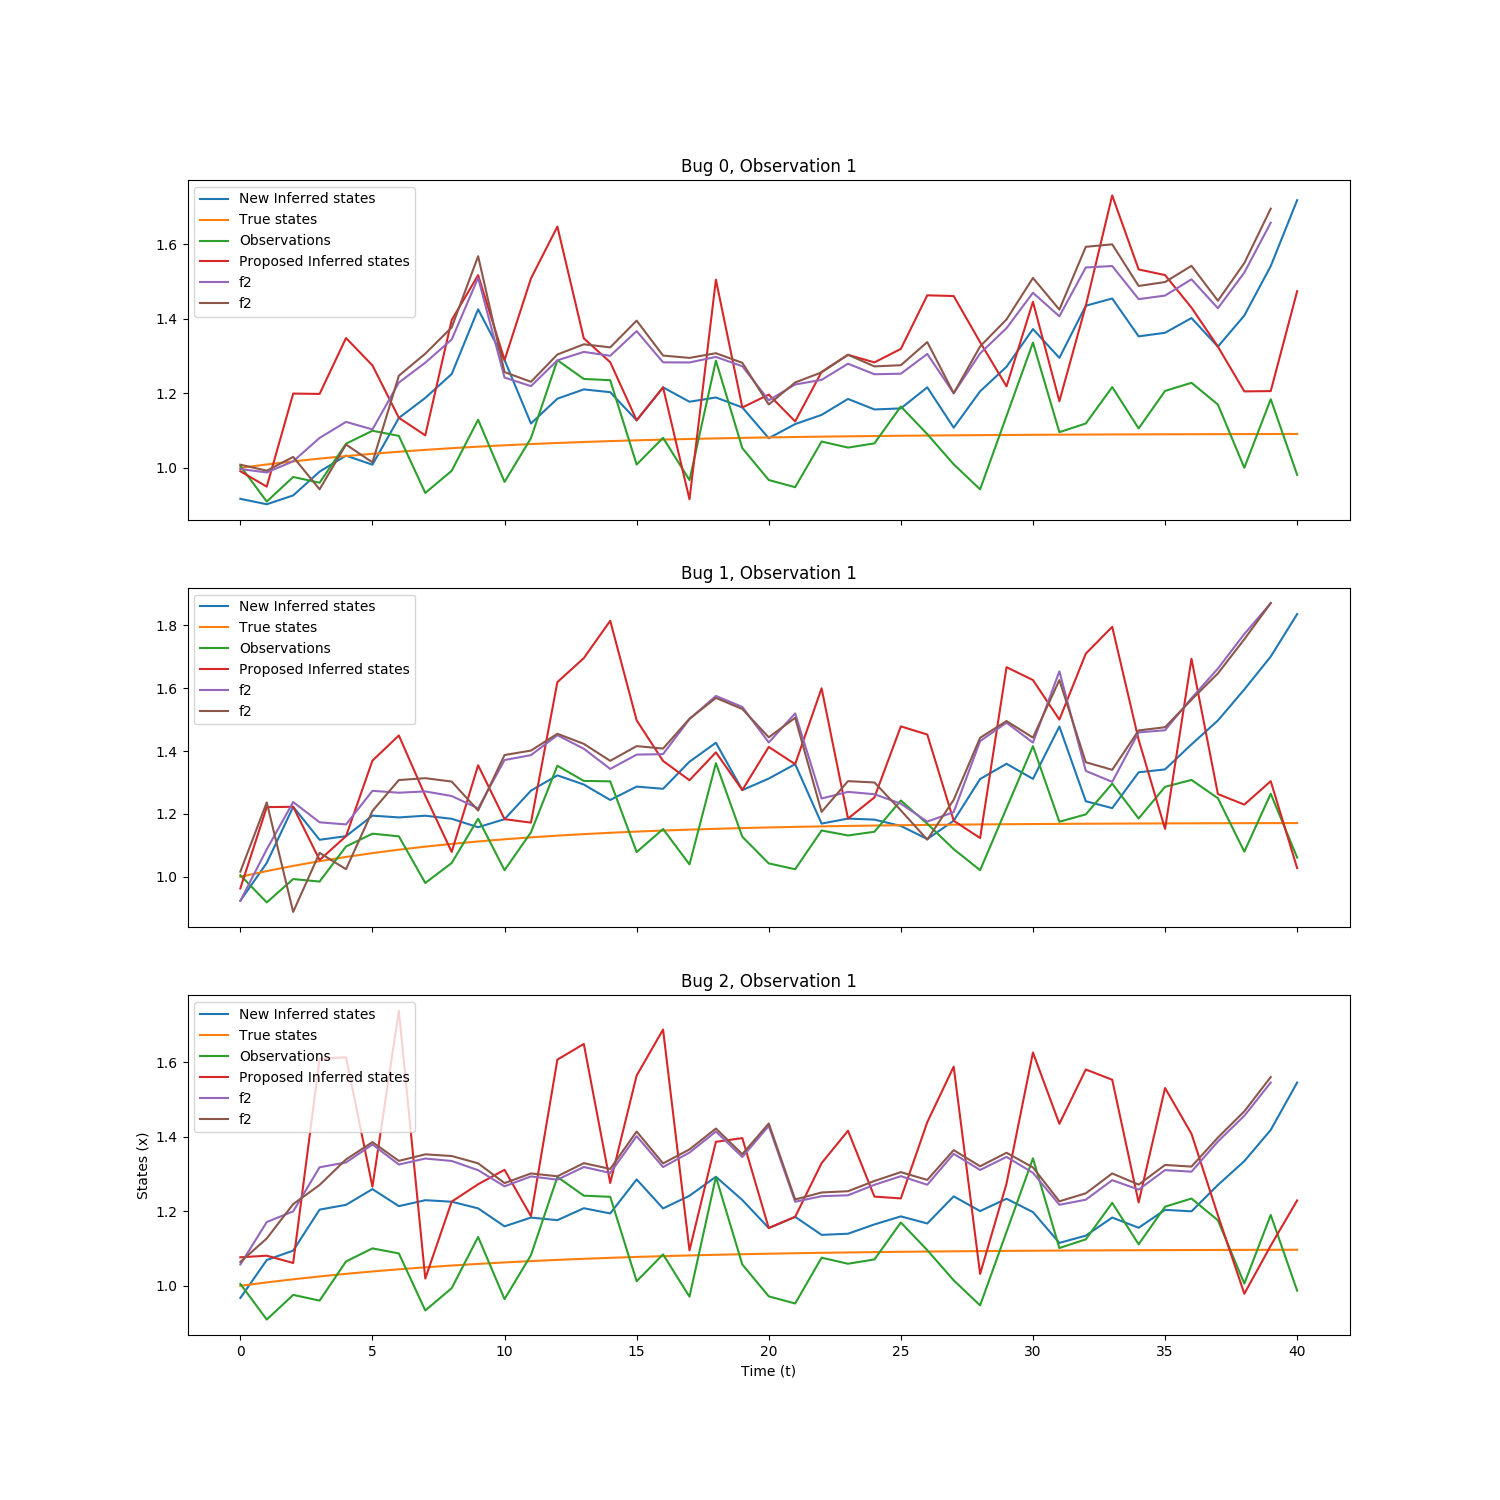 Bug 0, Observation 1
New Inferred states
True states
Observations
Proposed Inferred states
f2
f2
1.6
1.4
1.2
1.0
Bug 1, Observation 1
New Inferred states
True states
Observations
Proposed Inferred states
f2
f2
1.8
1.6
1.4
1.2
1.0
Bug 2, Observation 1
New Inferred states
True states
Observations
Proposed Inferred states
f2
f2
1.6
1.4
1.2
1.0
States (x)
0 5 10 15 20 25 30 35 40
Time (t)